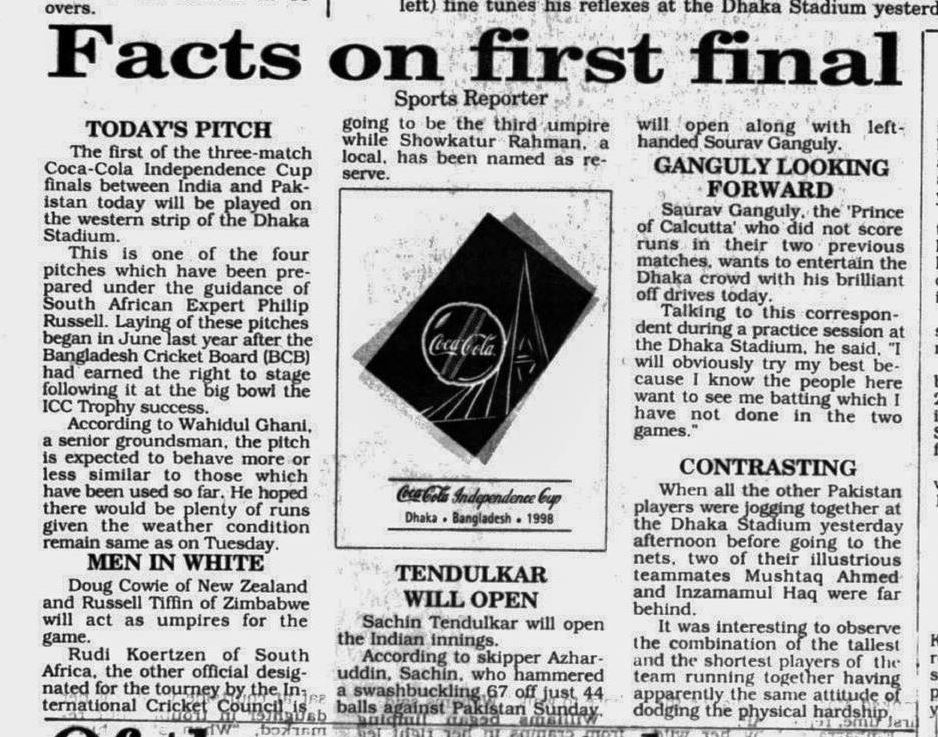 overs.
left) fine tunes his reflexes at the Dhaka Stadium yesterd
Facts on first final
Sports Reporter
TODAY'S PITCH
The first of the three-match
Coca-Cola Independence Cup
finals between India and Pak-
istan today will be played on
the western strip of the Dhaka
Stadium.
This is one of the four
pitches which have been pre-
pared under the guidance of
South African Expert Philip
Russell. Laying of these pitches
began in June last year after the
Bangladesh Cricket Board (BCB)
had earned the right to stage
following it at the big bowl the
ICC Trophy success.
According to Wahidul Ghani,
a senior groundsman, the pitch
is expected to behave more or
less similar to those which
have been used so far. He hoped
there would be plenty of runs
given the weather condition
remain same as on Tuesday.
MEN IN WHITE
Doug Cowie of New Zealand
and Russell Tiffin of Zimbabwe
will act as umpires for the
game.
Rudi Koertzen of South
Africa, the other official desig-
nated for the tourney by the In-
ternational Cricket Council is
going to be the third umpire
while Showkatur Rahman, a
local, has been named as re-
serve.
Coca-Cola
Coca-Cola Independence Cup
Dhaka • Bangladesh • 1998
TENDULKAR
WILL OPEN
Sachin Tendulkar will open
the Indian innings.
According to skipper Azhar-
uddin, Sachin, who hammered
a swashbuckling 67 off just 44
balls against Pakistan Sunday,
will open along with left-
handed Sourav Ganguly.
GANGULY LOOKING
FORWARD
Saurav Ganguly, the 'Prince
of Calcutta' who did not score
runs in their two previous
matches, wants to entertain the
Dhaka crowd with his brilliant
off drives today.
Talking to this correspon-
dent during a practice session at
the Dhaka Stadium, he said, "I
will obviously try my best be-
cause I know the people here
want to see me batting which I
have not done in the two
games."
CONTRASTING
When all the other Pakistan
players were jogging together at
the Dhaka Stadium yesterday
afternoon before going to the
nets, two of their illustrious
teammates Mushtaq Ahmed
and Inzamamul Haq were far
behind.
It was interesting to observe
the combination of the tallest
and the shortest players of the
team running together having
apparently the same attitude of
dodging the physical hardship.